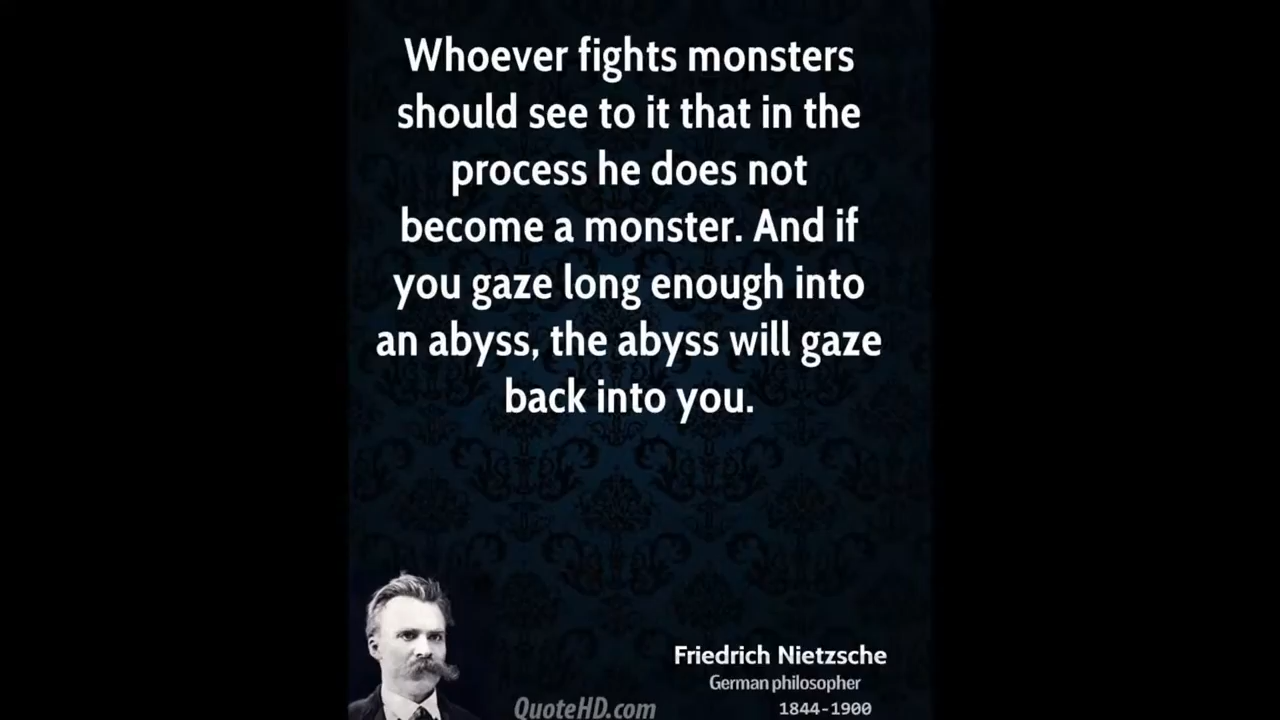 Whoever fights monsters
should see to it that in the
process he does not
become a monster. And if
you gaze long enough into
an abyss, the abyss will gaze
back into you.
Friedrich Nietzsche
German philosopher
1844-1900
QuoteHD.com